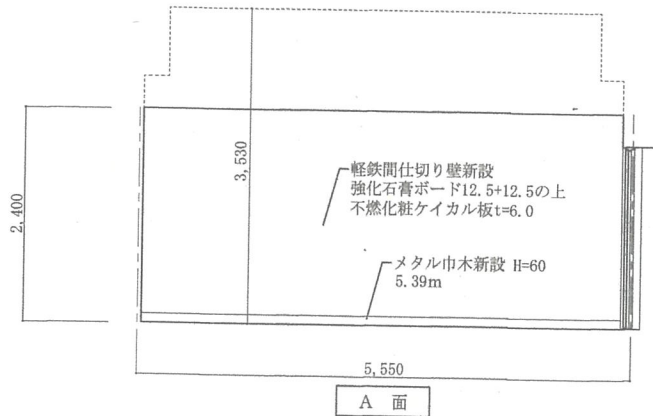 3,530
2,400
軽鉄間仕切り壁新設
強化石膏ボード12.5+12.5の上
不燃化粧ケイカル板t=6.0
メタル巾木新設 H=60
5.39m
5,550
A 面